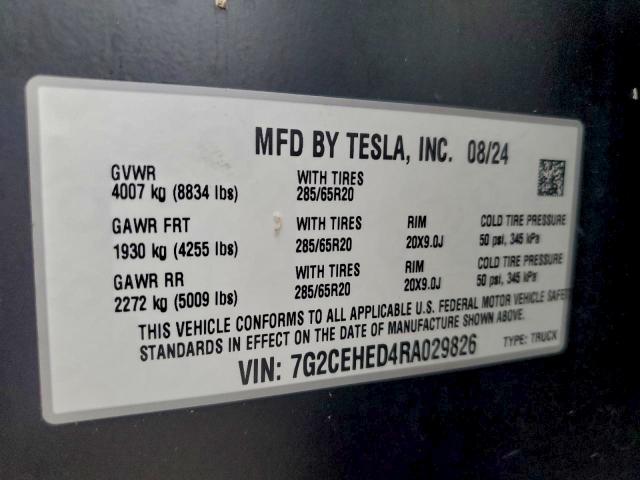 MFD BY TESLA, INC. 08/24
GVWR WITH TIRES
4007 kg (8834 lbs) 285/65R20
GAWR FRT WITH TIRES RIM COLD TIRE PRESSURE
1930 kg (4255 lbs) 285/65R20 20X9.0J 50 psi, 345 kPa
GAWR RR WITH TIRES RIM COLD TIRE PRESSURE
2272 kg (5009 lbs) 285/65R20 20X9.0J 50 psi, 345 kPa
THIS VEHICLE CONFORMS TO ALL APPLICABLE U.S. FEDERAL MOTOR VEHICLE SAFETY
STANDARDS IN EFFECT ON THE DATE OF MANUFACTURE SHOWN ABOVE.
VIN: 7G2CEHED4RA029826 TYPE: TRUCK